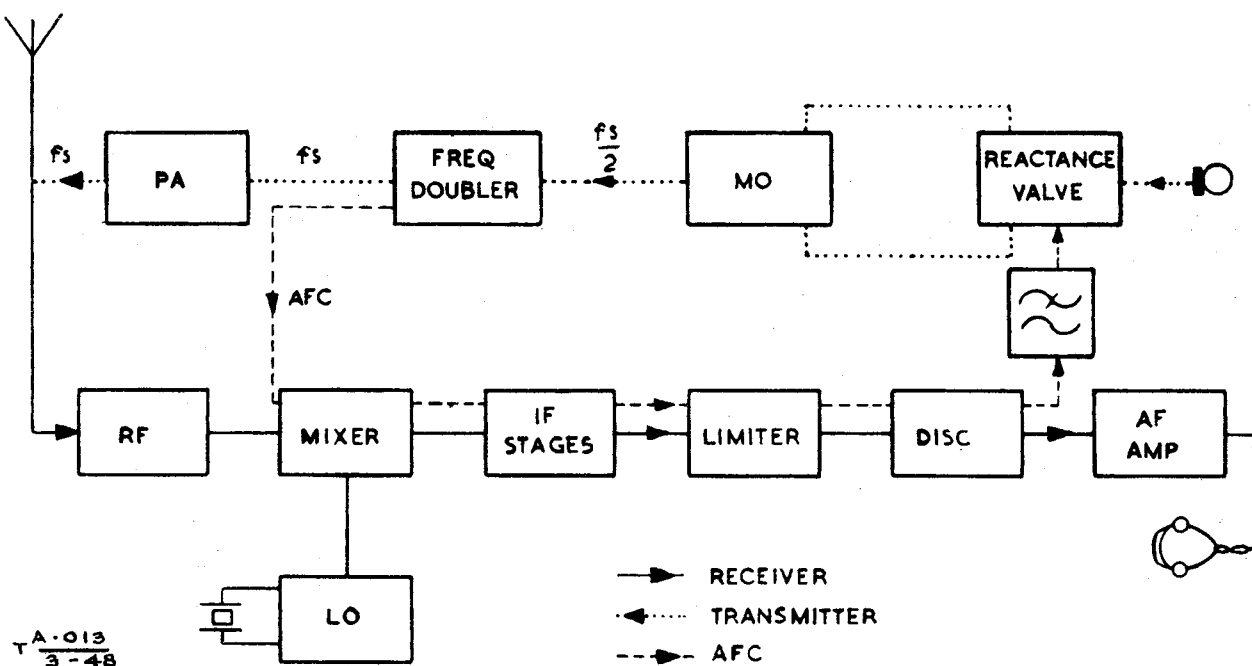 fs
PA
fs
FREQ
DOUBLER
fs
2
MO
REACTANCE
VALVE
AFC
RF
MIXER
IF
STAGES
LIMITER
DISC
AF
AMP
LO
RECEIVER
TRANSMITTER
AFC
T A·013
3-48